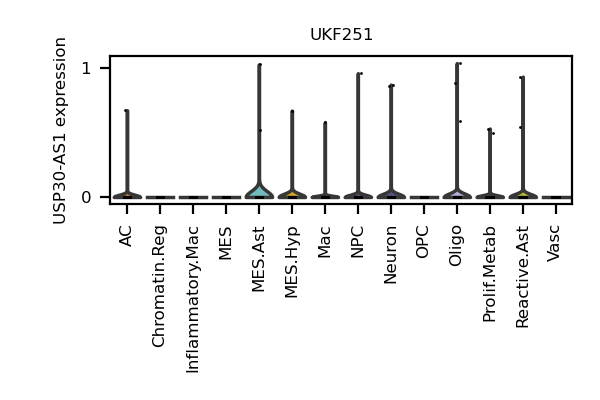 UKF251
USP30-AS1 expression
1
0
AC
Chromatin.Reg
Inflammatory.Mac
MES
MES.Ast
MES.Hyp
Mac
NPC
Neuron
OPC
Oligo
Prolif.Metab
Reactive.Ast
Vasc